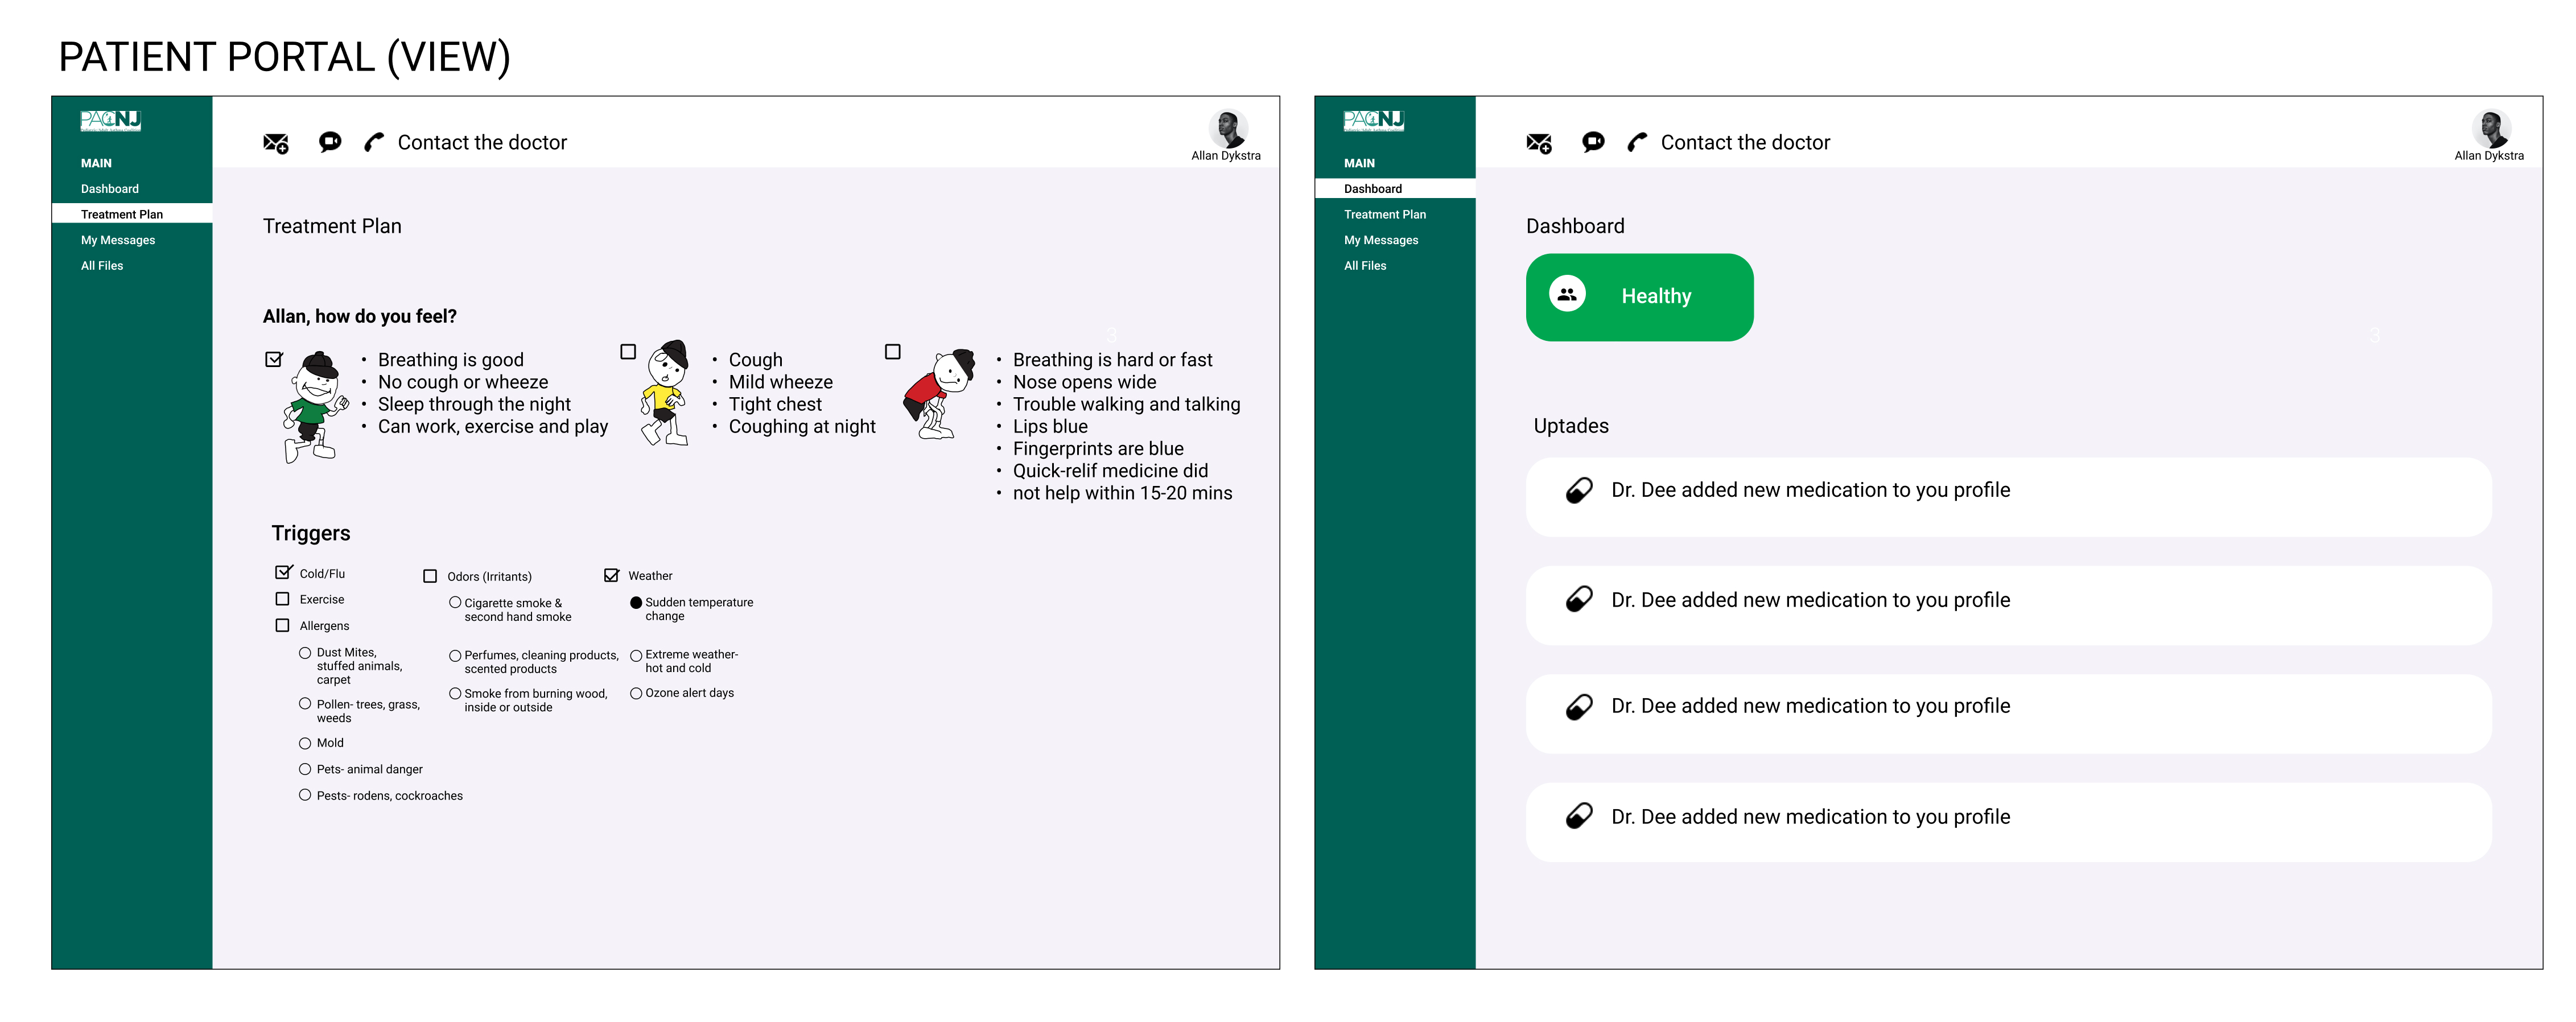 PATIENT PORTAL (VIEW)
PACNJ
MAIN
Dashboard
Treatment Plan
My Messages
All Files
Contact the doctor
Allan Dykstra
Treatment Plan
Allan, how do you feel?
• Breathing is good
• No cough or wheeze
• Sleep through the night
• Can work, exercise and play
• Cough
• Mild wheeze
• Tight chest
• Coughing at night
3
• Breathing is hard or fast
• Nose opens wide
• Trouble walking and talking
• Lips blue
• Fingerprints are blue
• Quick-relif medicine did
• not help within 15-20 mins
Triggers
Cold/Flu
Exercise
Allergens
Dust Mites,
stuffed animals,
carpet
Pollen- trees, grass,
weeds
Mold
Pets- animal danger
Pests- rodens, cockroaches
Odors (Irritants)
Cigarette smoke &
second hand smoke
Perfumes, cleaning products,
scented products
Smoke from burning wood,
inside or outside
Weather
Sudden temperature
change
Extreme weather-
hot and cold
Ozone alert days
PACNJ
MAIN
Dashboard
Treatment Plan
My Messages
All Files
Contact the doctor
Allan Dykstra
Dashboard
Healthy
3
Uptades
Dr. Dee added new medication to you profile
Dr. Dee added new medication to you profile
Dr. Dee added new medication to you profile
Dr. Dee added new medication to you profile